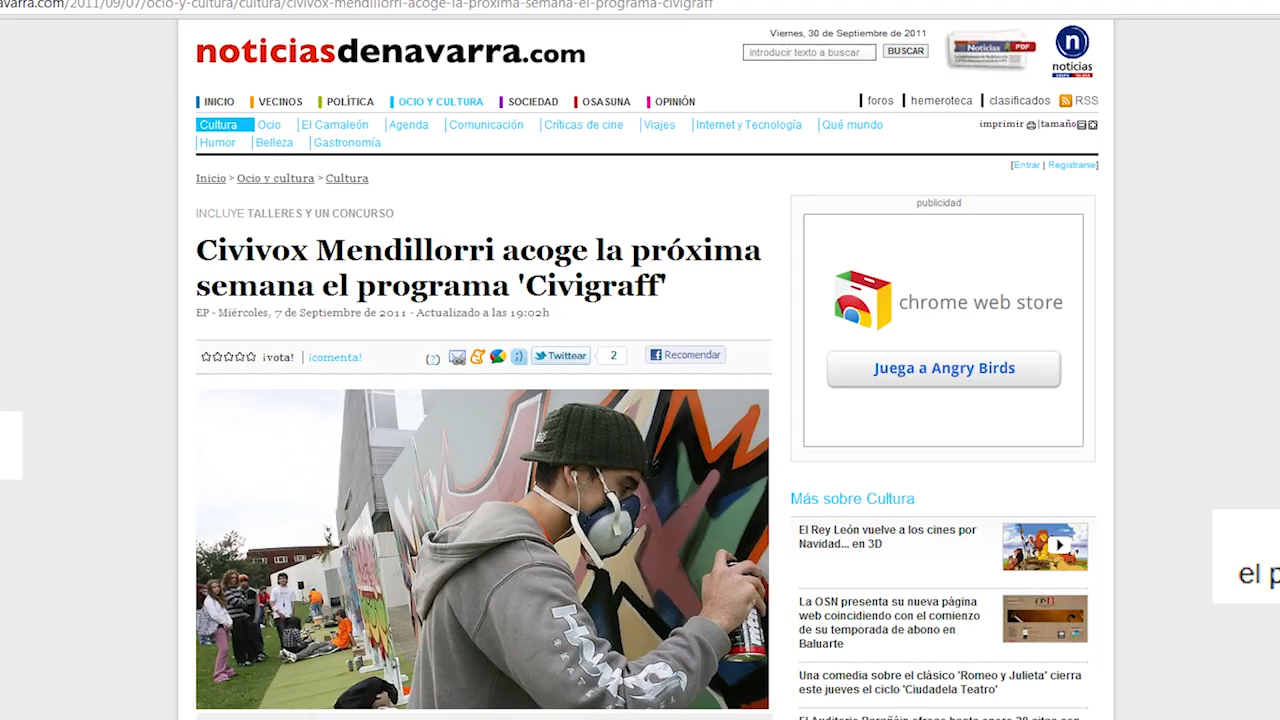 avarra.com/2011/09/07/ocio-y-cultura/cultura/civivox-mendillorri-acoge-la-proxima-semana-el-programa-civigraff
noticiasdenavarra.com
Viernes, 30 de Septiembre de 2011
introducir texto a buscar
BUSCAR
Noticias PDF
n
noticias
INICIO VECINOS POLÍTICA OCIO Y CULTURA SOCIEDAD OSASUNA OPINIÓN
foros hemeroteca clasificados RSS
Cultura Ocio El Camaleón Agenda Comunicación Críticas de cine Viajes Internet y Tecnología Qué mundo
imprimir |tamaño
Humor Belleza Gastronomía
[Entrar | Registrarse]
Inicio > Ocio y cultura > Cultura
INCLUYE TALLERES Y UN CONCURSO
Civivox Mendillorri acoge la próxima
semana el programa 'Civigraff'
EP - Miércoles, 7 de Septiembre de 2011 - Actualizado a las 19:02h
¡vota! | ¡comenta!
(?)
;)
Twittear
2
Recomendar
publicidad
chrome web store
Juega a Angry Birds
Más sobre Cultura
El Rey León vuelve a los cines por
Navidad... en 3D
La OSN presenta su nueva página
web coincidiendo con el comienzo
de su temporada de abono en
Baluarte
Una comedia sobre el clásico 'Romeo y Julieta' cierra
este jueves el ciclo 'Ciudadela Teatro'
el p